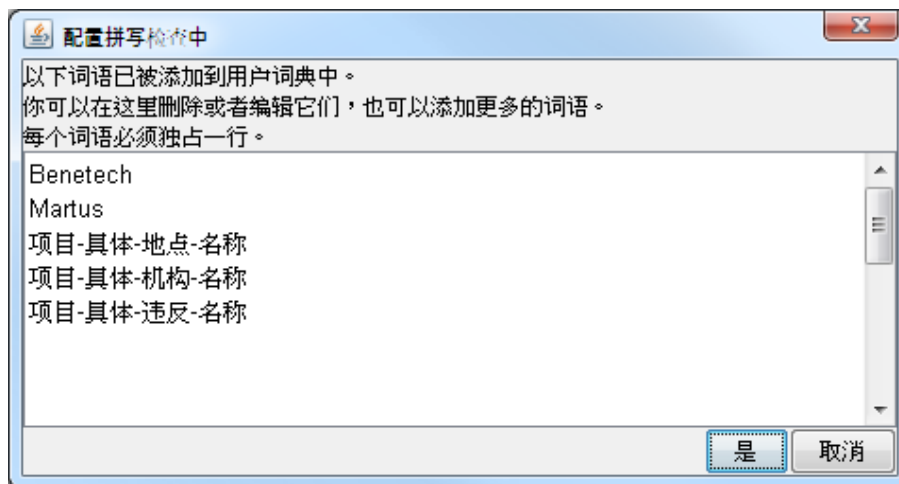 配置拼写检查中
以下词语已被添加到用户词典中。
你可以在这里删除或者编辑它们，也可以添加更多的词语。
每个词语必须独占一行。
Benetech
Martus
项目-具体-地点-名称
项目-具体-机构-名称
项目-具体-违反-名称
是
取消